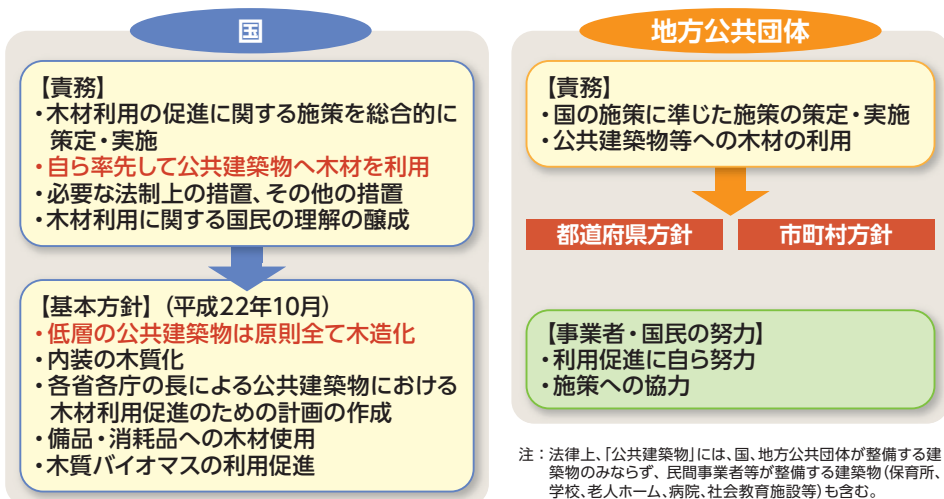 国
【責務】
・木材利用の促進に関する施策を総合的に
策定・実施
・自ら率先して公共建築物へ木材を利用
・必要な法制上の措置、その他の措置
・木材利用に関する国民の理解の醸成
【基本方針】（平成22年10月）
・低層の公共建築物は原則全て木造化
・内装の木質化
・各省各庁の長による公共建築物における
木材利用促進のための計画の作成
・備品・消耗品への木材使用
・木質バイオマスの利用促進
地方公共団体
【責務】
・国の施策に準じた施策の策定・実施
・公共建築物等への木材の利用
都道府県方針
市町村方針
【事業者・国民の努力】
・利用促進に自ら努力
・施策への協力
注：法律上、「公共建築物」には、国、地方公共団体が整備する建
築物のみならず、民間事業者等が整備する建築物（保育所、
学校、老人ホーム、病院、社会教育施設等）も含む。